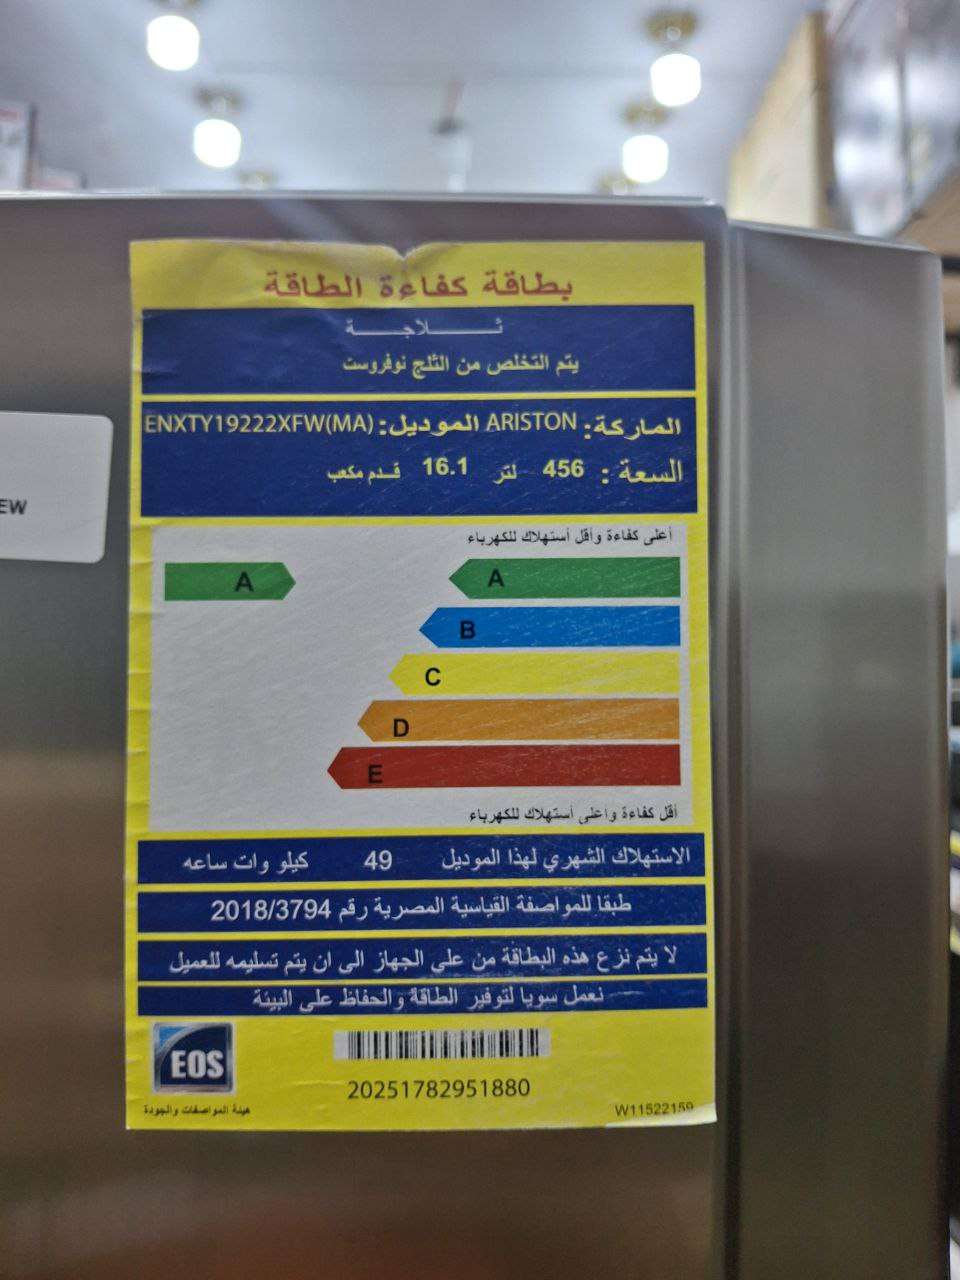 بطاقة كفاءة الطاقة
ثـــلاجـــة
يتم التخلص من الثلج نوفروست
الماركة: ARISTON الموديل: ENXTY19222XFW(MA)
السعة : 456 لتر 16.1 قدم مكعب
EW
أعلى كفاءة وأقل أستهلاك للكهرباء
A A
B
C
D
E
أقل كفاءة واعلى أستهلاك للكهرباء
الاستهلاك الشهري لهذا الموديل 49 كيلو وات ساعه
طبقا للمواصفة القياسية المصرية رقم 2018/3794
لا يتم نزع هذه البطاقة من على الجهاز الى ان يتم تسليمه للعميل
نعمل سويا لتوفير الطاقة والحفاظ على البيئة
EOS
هيئة المواصفات والجودة
20251782951880
W11522159